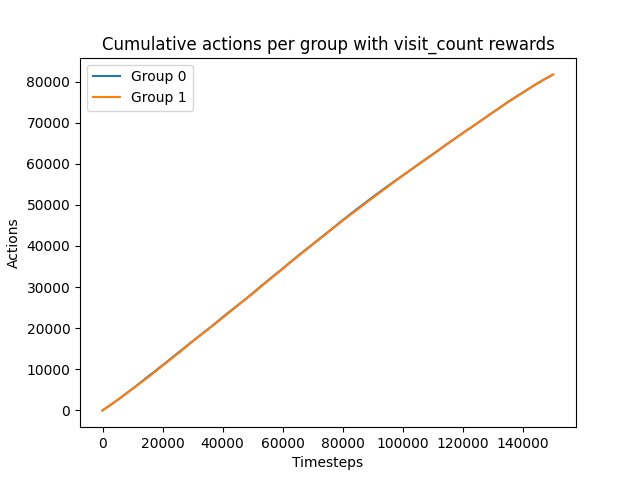 Cumulative actions per group with visit_count rewards
Group 0
Group 1
80000
70000
60000
50000
40000
30000
20000
10000
0
Actions
0 20000 40000 60000 80000 100000 120000 140000
Timesteps